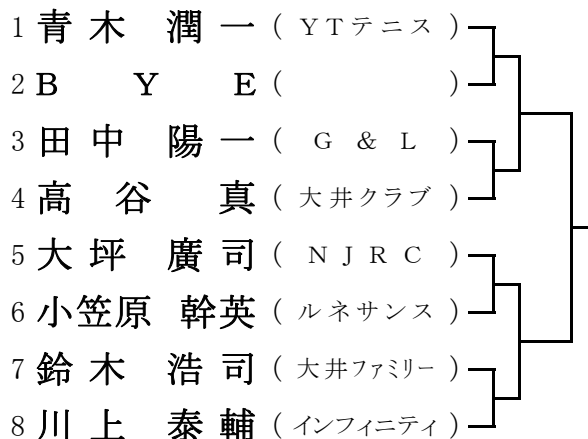 1 青木 潤一 ( YTテニス )
2 B Y E ( )
3 田中 陽一 ( G & L )
4 高谷 真 ( 大井クラブ )
5 大坪 廣司 ( N J R C )
6 小笠原 幹英 ( ルネサンス )
7 鈴木 浩司 ( 大井ファミリー )
8 川上 泰輔 ( インフィニティ )